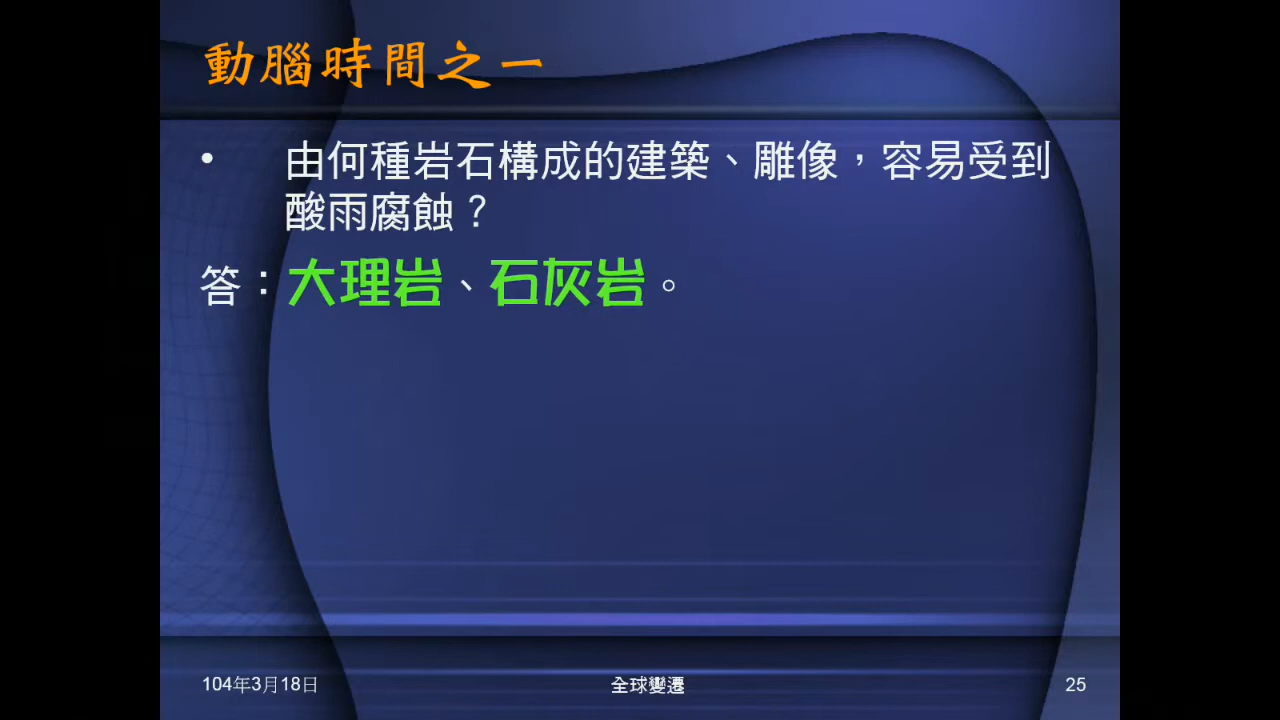 動腦時間之一
• 由何種岩石構成的建築、雕像，容易受到
酸雨腐蝕？
答：大理岩、石灰岩。
104年3月18日
全球變遷
25